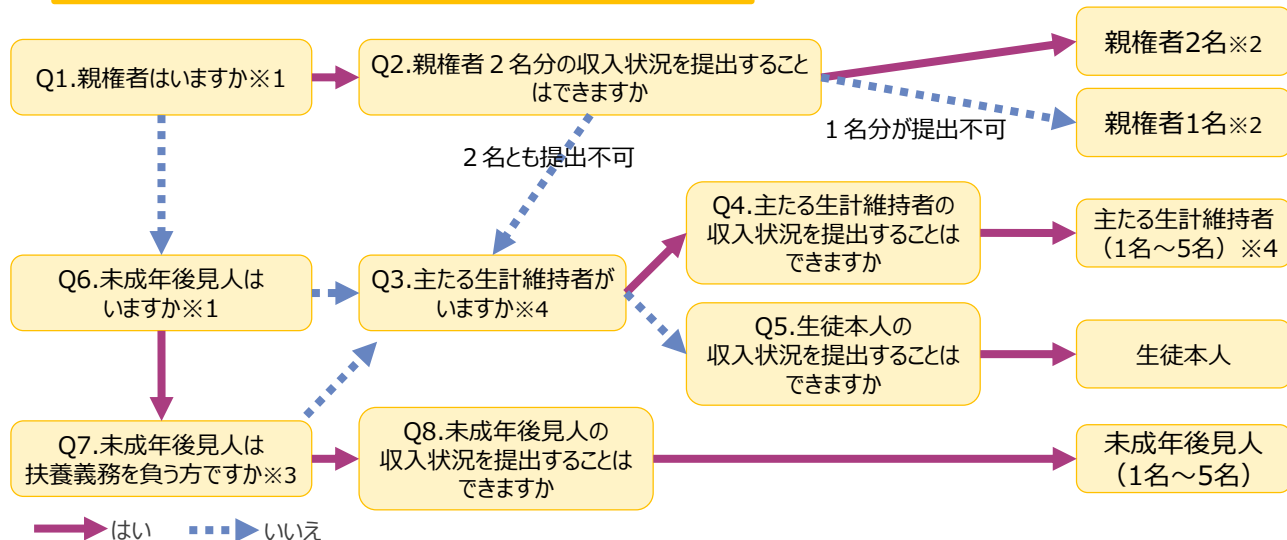 Q1.親権者はいますか※1
Q2.親権者２名分の収入状況を提出すること
はできますか
親権者2名※2
親権者1名※2
１名分が提出不可
２名とも提出不可
Q4.主たる生計維持者の
収入状況を提出することは
できますか
主たる生計維持者
（1名～5名）※4
Q6.未成年後見人は
いますか※1
Q3.主たる生計維持者が
いますか※4
Q5.生徒本人の
収入状況を提出することは
できますか
生徒本人
Q7.未成年後見人は
扶養義務を負う方ですか※3
Q8.未成年後見人の
収入状況を提出することは
できますか
未成年後見人
（1名～5名）
はい
いいえ